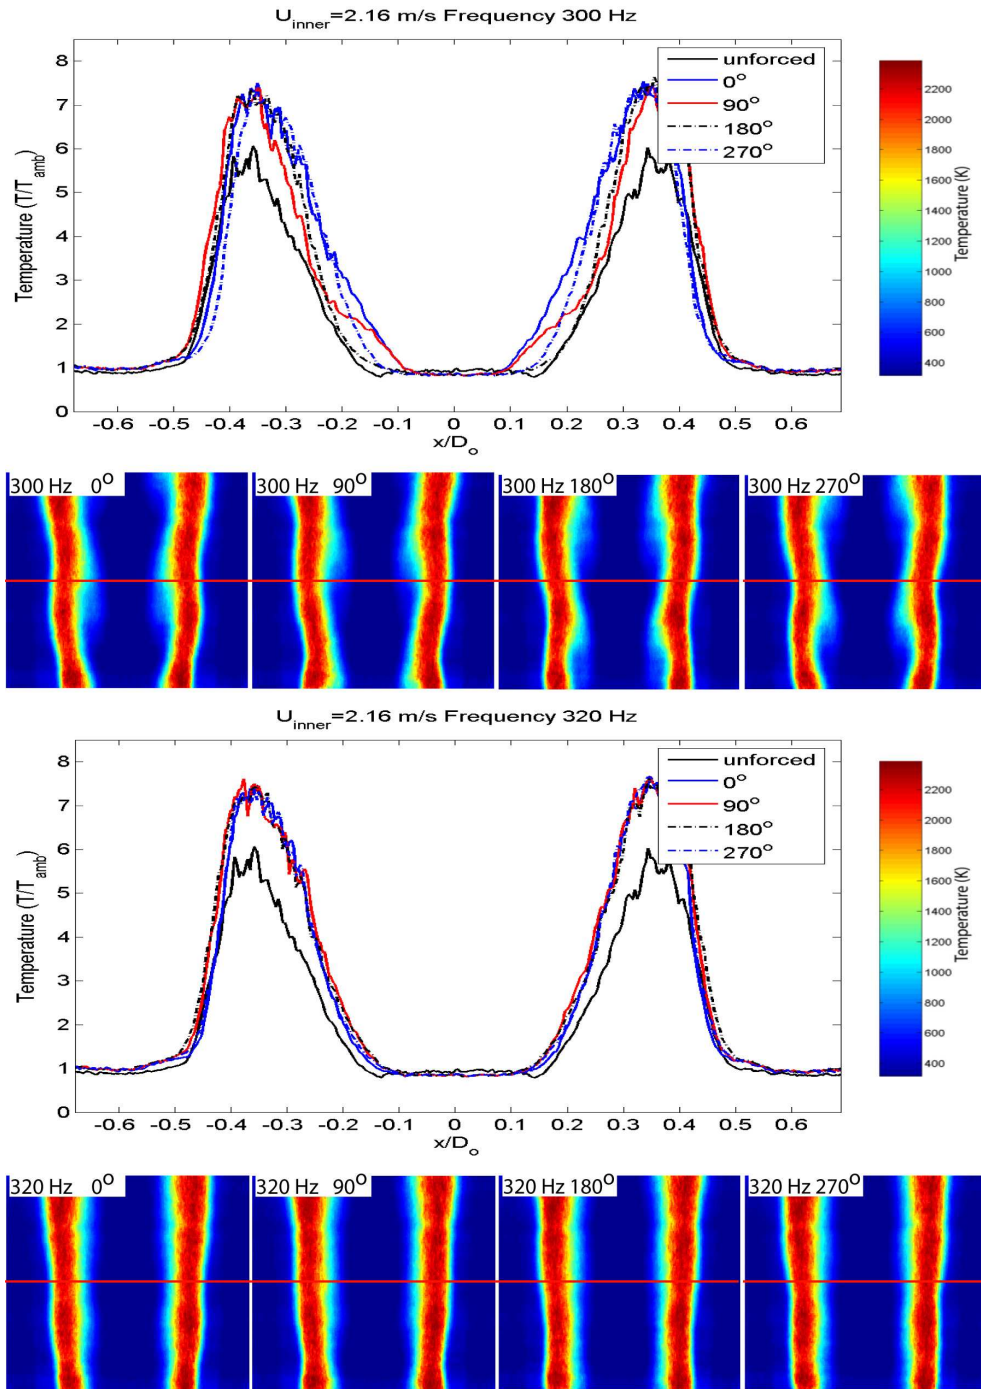 U_inner=2.16 m/s Frequency 300 Hz
Temperature (T/T_amb)
8
7
6
5
4
3
2
1
0
-0.6 -0.5 -0.4 -0.3 -0.2 -0.1 0 0.1 0.2 0.3 0.4 0.5 0.6
x/D_o
unforced
0°
90°
180°
270°
2200
2000
1800
1600
1400
1200
1000
800
600
400
Temperature (K)
300 Hz 0°
300 Hz 90°
300 Hz 180°
300 Hz 270°
U_inner=2.16 m/s Frequency 320 Hz
Temperature (T/T_amb)
8
7
6
5
4
3
2
1
0
-0.6 -0.5 -0.4 -0.3 -0.2 -0.1 0 0.1 0.2 0.3 0.4 0.5 0.6
x/D_o
unforced
0°
90°
180°
270°
2200
2000
1800
1600
1400
1200
1000
800
600
400
Temperature (K)
320 Hz 0°
320 Hz 90°
320 Hz 180°
320 Hz 270°